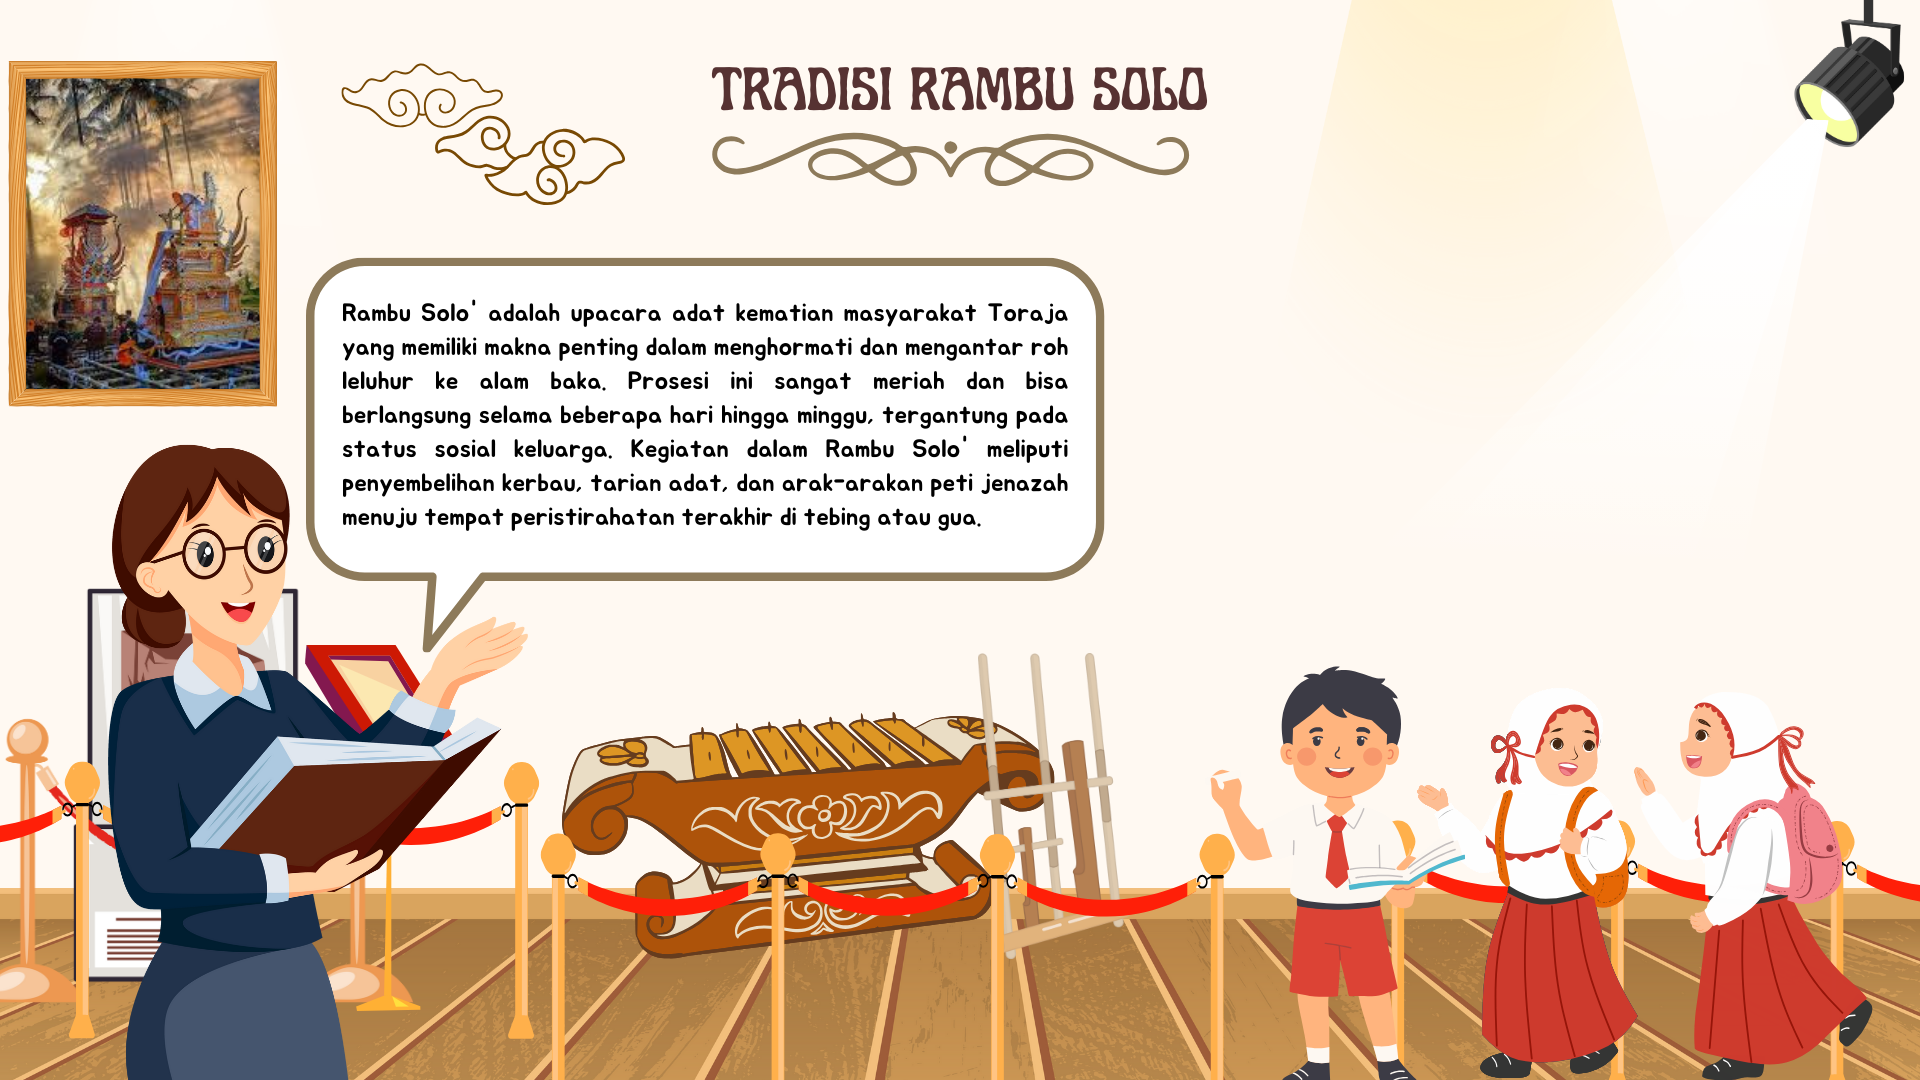 TRADISI RAMBU SOLO
Rambu Solo' adalah upacara adat kematian masyarakat Toraja
yang memiliki makna penting dalam menghormati dan mengantar roh
leluhur ke alam baka. Prosesi ini sangat meriah dan bisa
berlangsung selama beberapa hari hingga minggu, tergantung pada
status sosial keluarga. Kegiatan dalam Rambu Solo' meliputi
penyembelihan kerbau, tarian adat, dan arak-arakan peti jenazah
menuju tempat peristirahatan terakhir di tebing atau gua.